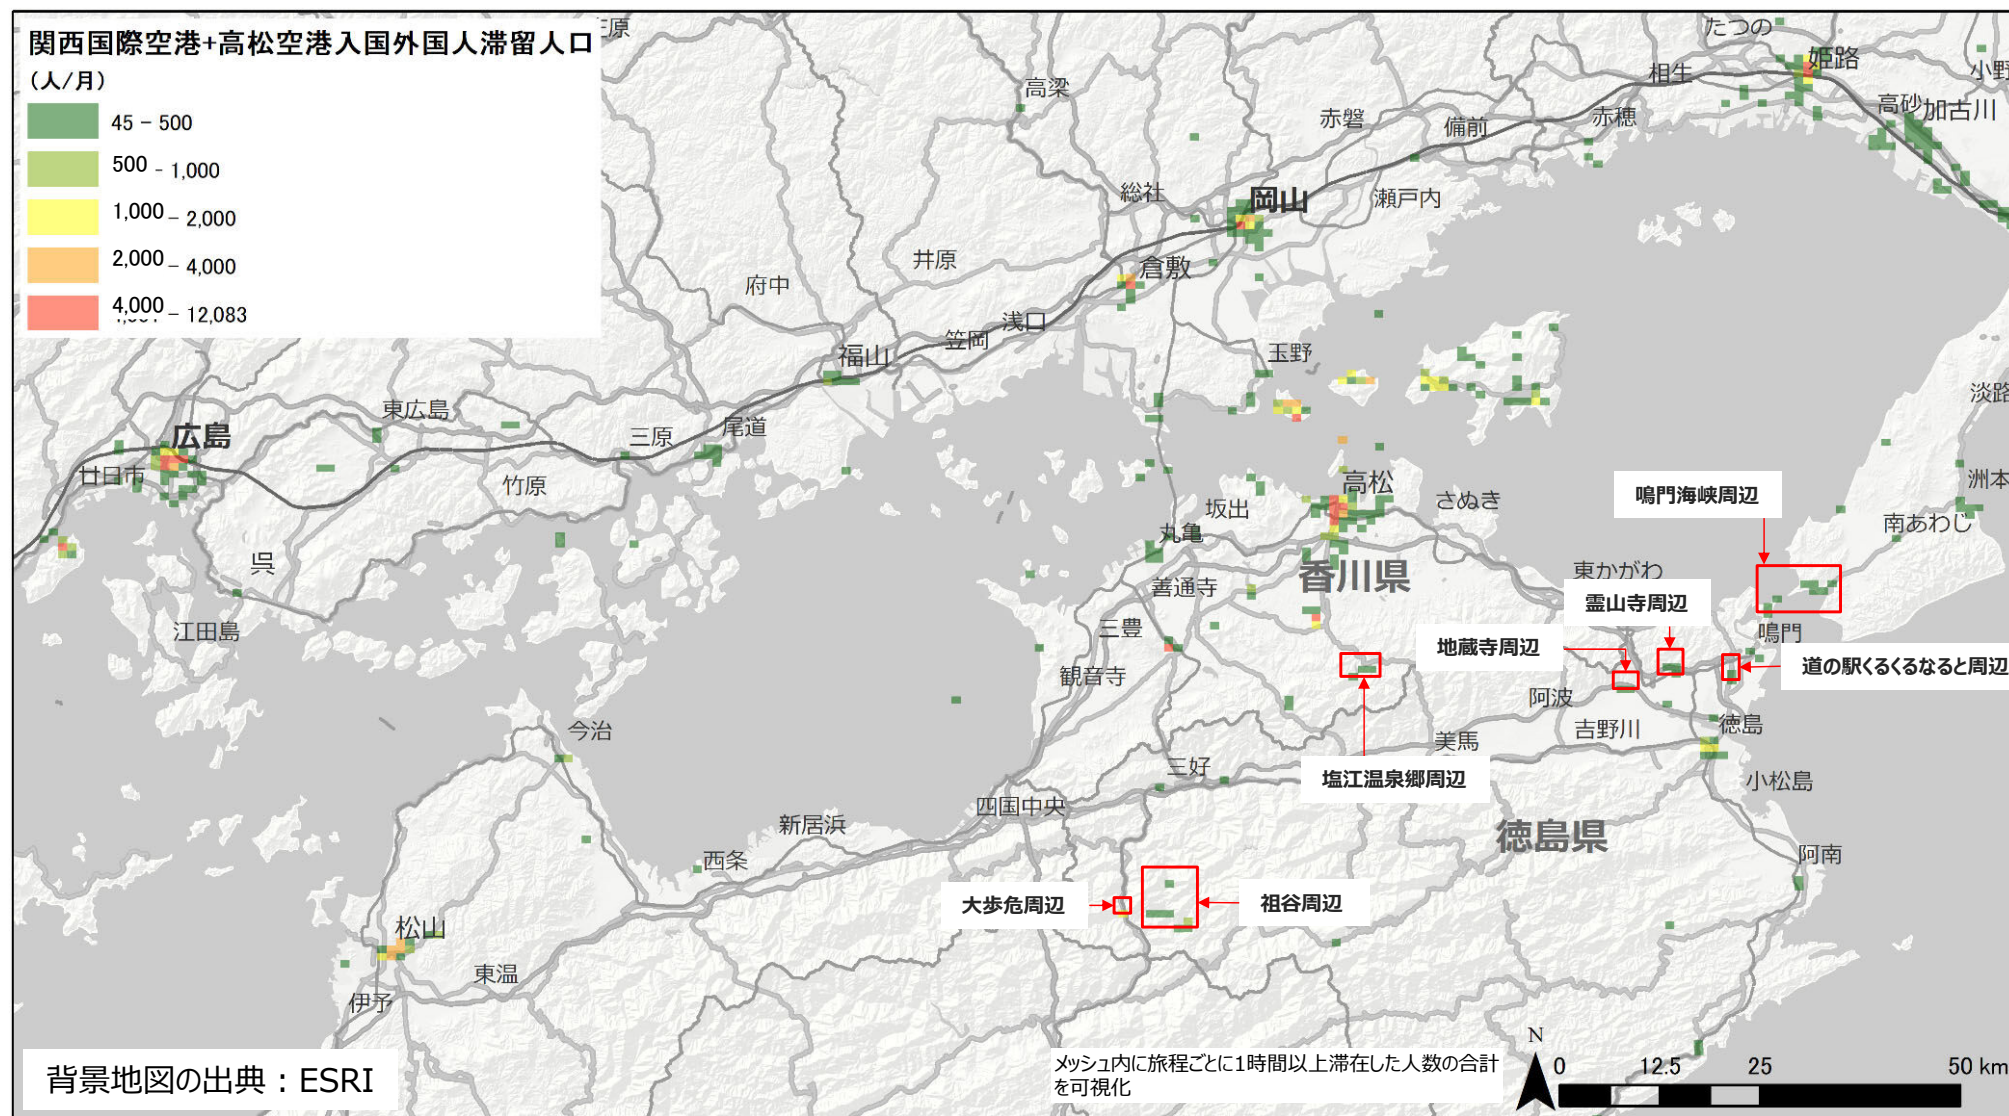 関西国際空港+高松空港入国外国人滞留人口
(人/月)
45 - 500
500 - 1,000
1,000 - 2,000
2,000 - 4,000
4,000 - 12,083
たつの
姫路
相生
小野
高梁
高砂
加古川
赤磐
備前
赤穂
総社
岡山
瀬戸内
井原
倉敷
府中
浅口
笠岡
福山
玉野
淡路
東広島
広島
三原
尾道
廿日市
竹原
高松
さぬき
鳴門海峡周辺
洲本
坂出
南あわじ
丸亀
呉
香川県
東かがわ
善通寺
霊山寺周辺
江田島
三豊
鳴門
地蔵寺周辺
道の駅くるくるなると周辺
観音寺
阿波
今治
吉野川
徳島
美馬
三好
塩江温泉郷周辺
小松島
四国中央
新居浜
徳島県
西条
阿南
大歩危周辺
祖谷周辺
松山
東温
伊予
背景地図の出典：ESRI
メッシュ内に旅程ごとに1時間以上滞在した人数の合計
を可視化
N
0 12.5 25 50 km